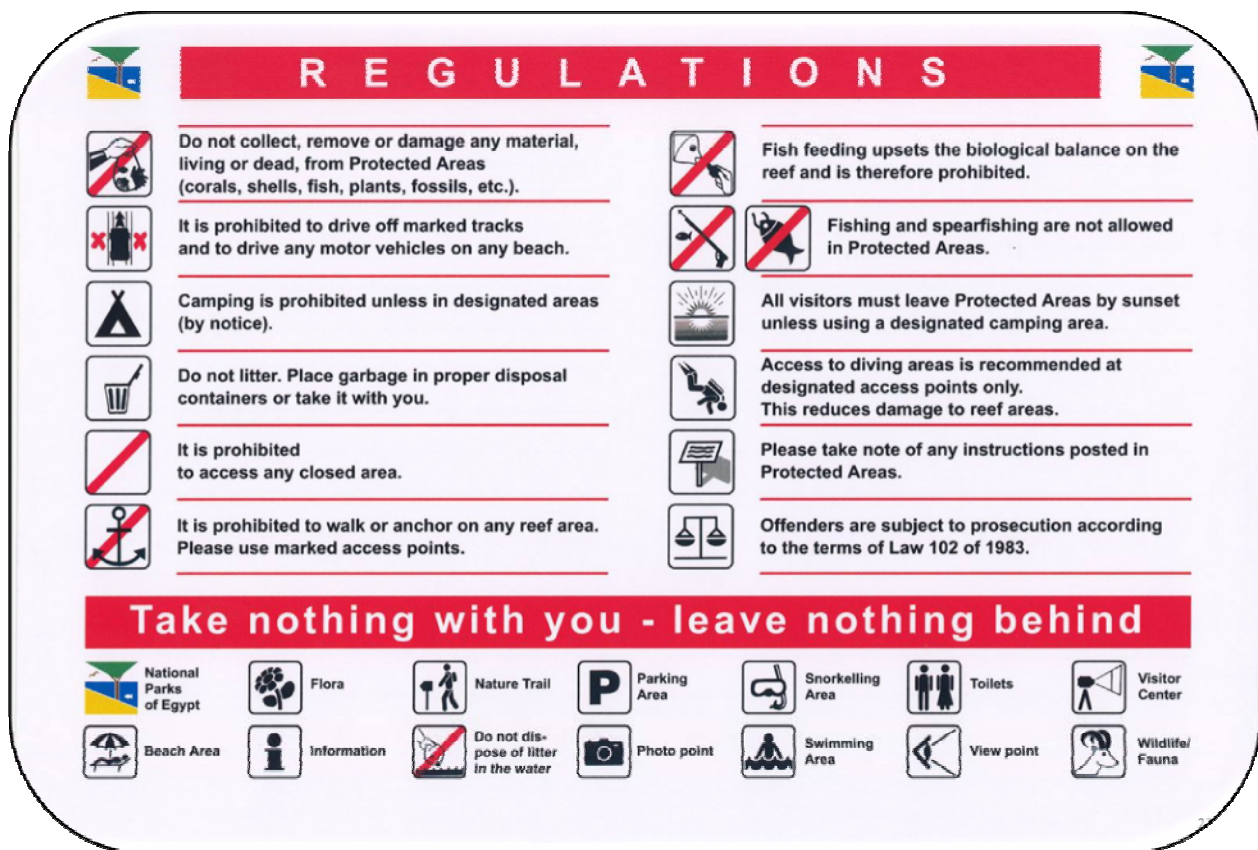 REGULATIONS
Do not collect, remove or damage any material,
living or dead, from Protected Areas
(corals, shells, fish, plants, fossils, etc.).
It is prohibited to drive off marked tracks
and to drive any motor vehicles on any beach.
Camping is prohibited unless in designated areas
(by notice).
Do not litter. Place garbage in proper disposal
containers or take it with you.
It is prohibited
to access any closed area.
It is prohibited to walk or anchor on any reef area.
Please use marked access points.
Fish feeding upsets the biological balance on the
reef and is therefore prohibited.
Fishing and spearfishing are not allowed
in Protected Areas.
All visitors must leave Protected Areas by sunset
unless using a designated camping area.
Access to diving areas is recommended at
designated access points only.
This reduces damage to reef areas.
Please take note of any instructions posted in
Protected Areas.
Offenders are subject to prosecution according
to the terms of Law 102 of 1983.
Take nothing with you - leave nothing behind
National
Parks
of Egypt
Flora
Nature Trail
P
Parking
Area
Snorkelling
Area
Toilets
Visitor
Center
Beach Area
Information
Do not dis-
pose of litter
in the water
Photo point
Swimming
Area
View point
Wildlife/
Fauna